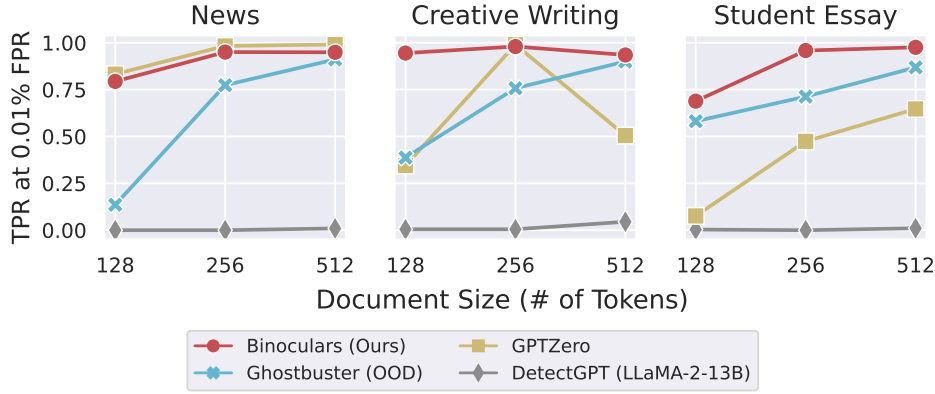 News
Creative Writing
Student Essay
TPR at 0.01% FPR
1.00
0.75
0.50
0.25
0.00
128 256 512
128 256 512
128 256 512
Document Size (# of Tokens)
Binoculars (Ours)
Ghostbuster (OOD)
GPTZero
DetectGPT (LLaMA-2-13B)